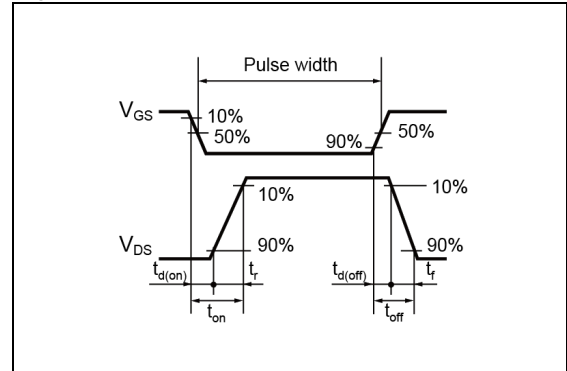 Pulse width
VGS
10%
50%
90%
50%
10%
10%
VDS
90%
90%
td(on)
tr
td(off)
tf
ton
toff